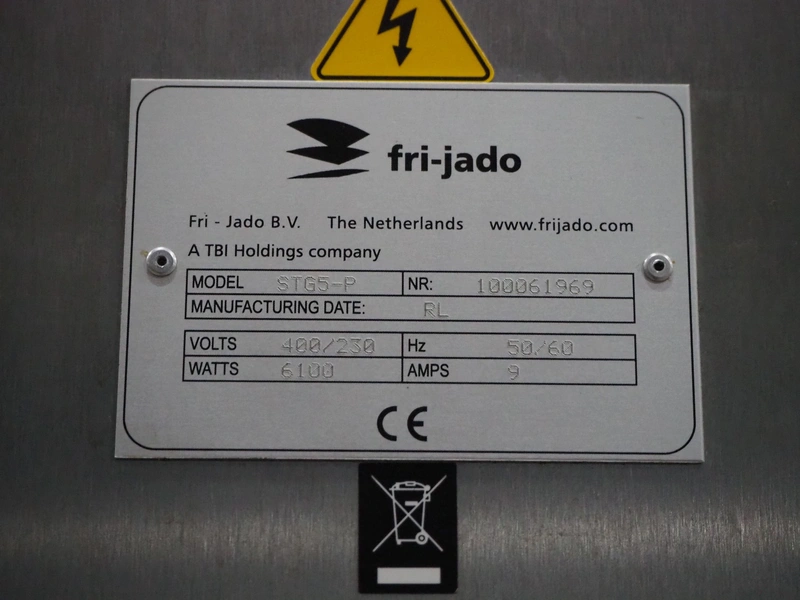 fri-jado
Fri - Jado B.V. The Netherlands www.frijado.com
A TBI Holdings company
MODEL STG5-P NR: 100061969
MANUFACTURING DATE: RL
VOLTS 400/230 Hz 50/60
WATTS 6100 AMPS 9
CE